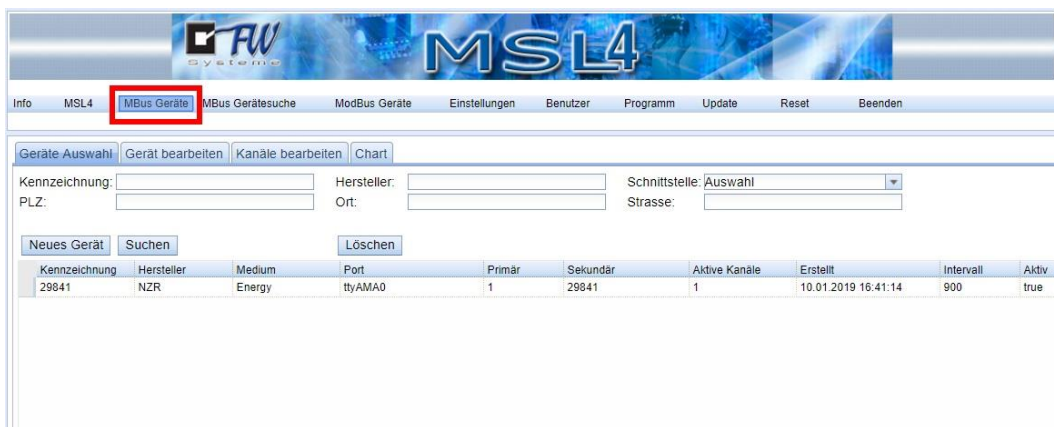 FW
Systeme
MSL4
Info MSL4 MBus Geräte MBus Gerätesuche ModBus Geräte Einstellungen Benutzer Programm Update Reset Beenden
Geräte Auswahl Gerät bearbeiten Kanäle bearbeiten Chart
Kennzeichnung: Hersteller: Schnittstelle: Auswahl
PLZ: Ort: Strasse:
Neues Gerät Suchen Löschen
Kennzeichnung Hersteller Medium Port Primär Sekundär Aktive Kanäle Erstellt Intervall Aktiv
29841 NZR Energy ttyAMA0 1 29841 1 10.01.2019 16:41:14 900 true